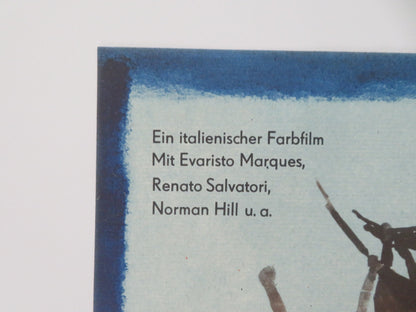 Ein italienischer Farbfilm
Mit Evaristo Marques,
Renato Salvatori,
Norman Hill u. a.